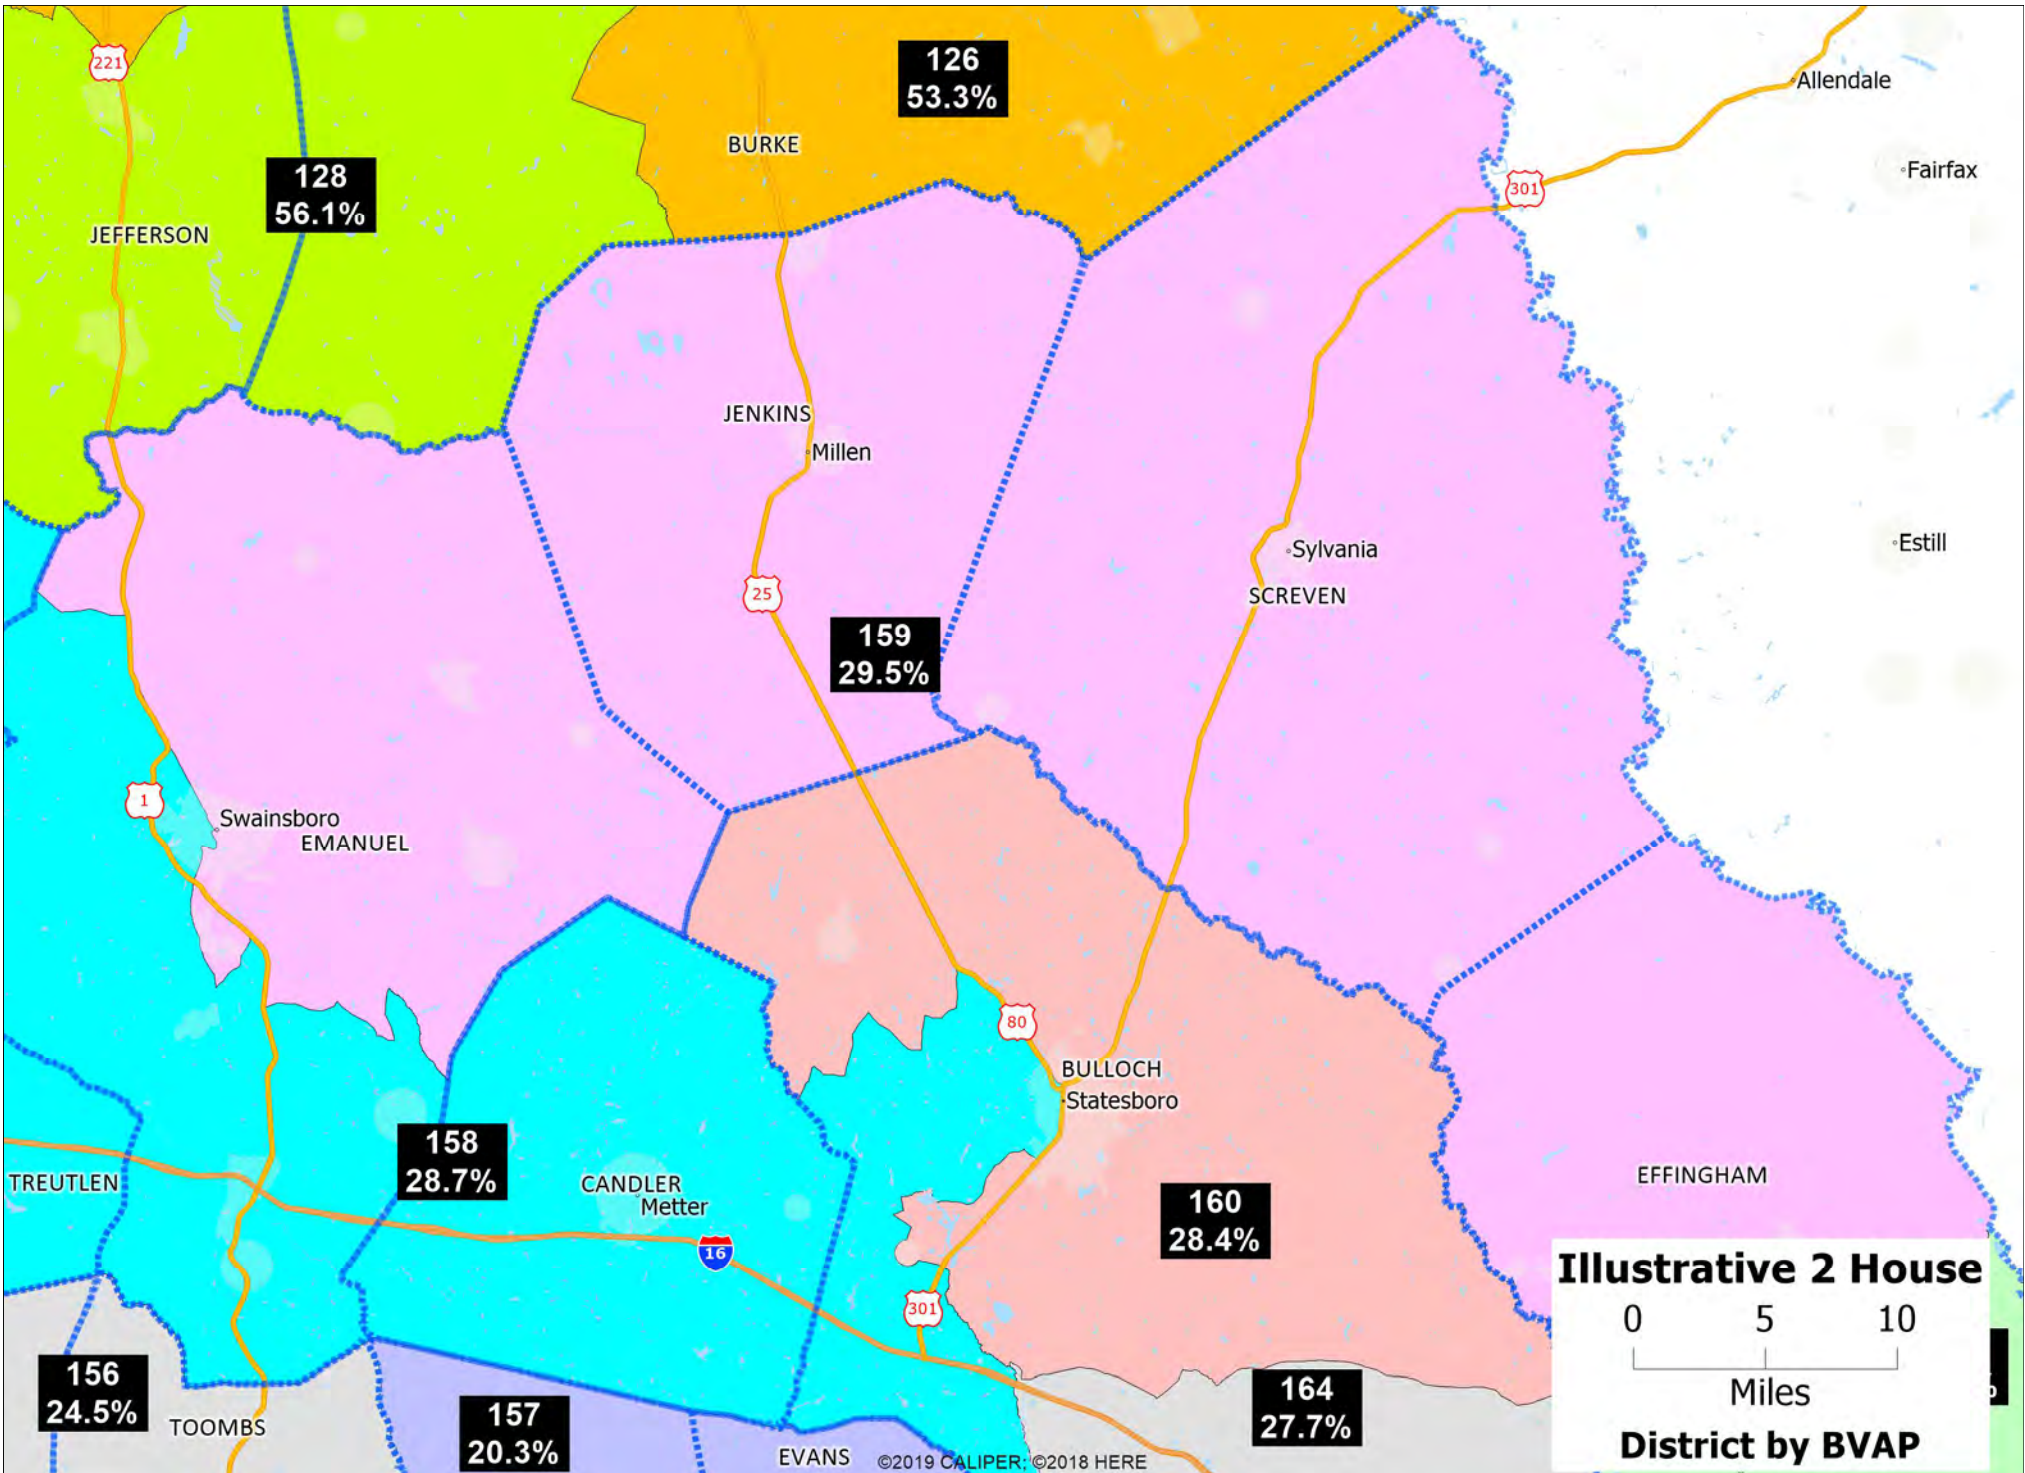 221
126
53.3%
Allendale
BURKE
Fairfax
128
56.1%
301
JEFFERSON
JENKINS
Millen
Estill
Sylvania
25
SCREVEN
159
29.5%
1
Swainsboro
EMANUEL
80
BULLOCH
Statesboro
158
28.7%
TREUTLEN
CANDLER
Metter
EFFINGHAM
160
28.4%
16
301
Illustrative 2 House
0 5 10
Miles
District by BVAP
156
24.5%
164
27.7%
157
20.3%
TOOMBS
EVANS
©2019 CALIPER; ©2018 HERE